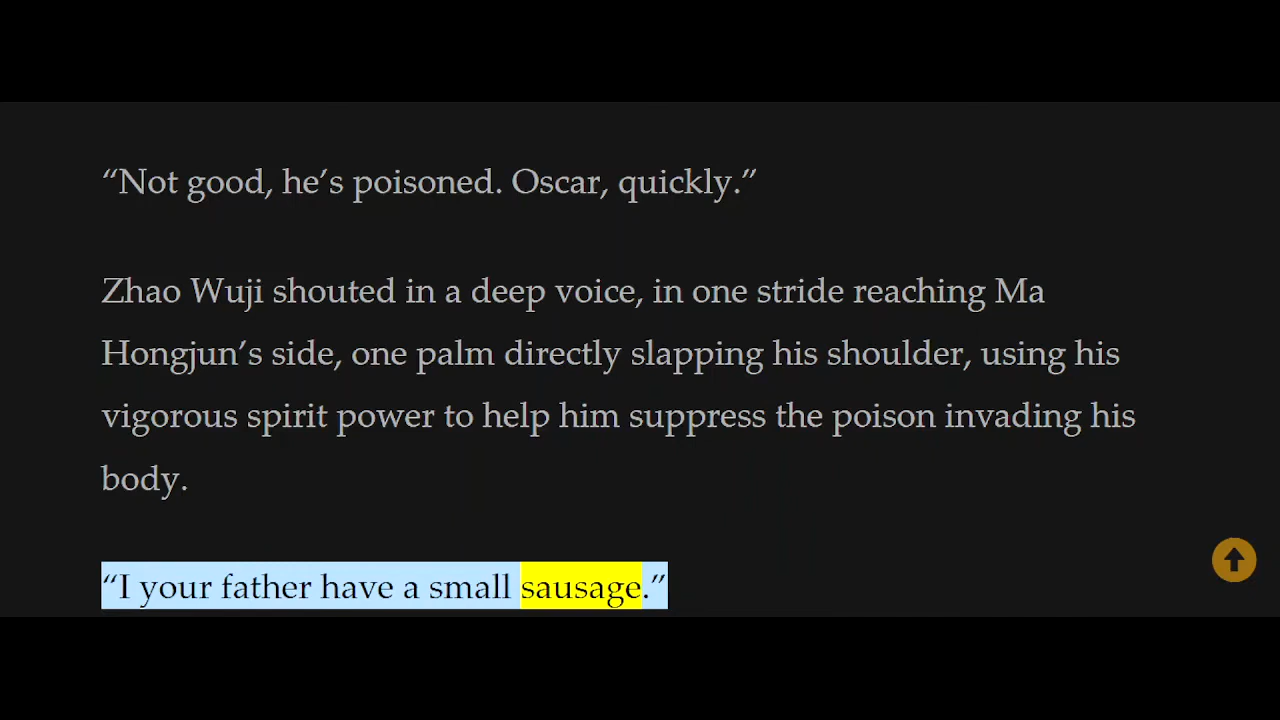 “Not good, he’s poisoned. Oscar, quickly.”
Zhao Wuji shouted in a deep voice, in one stride reaching Ma
Hongjun’s side, one palm directly slapping his shoulder, using his
vigorous spirit power to help him suppress the poison invading his
body.
“I your father have a small sausage.”